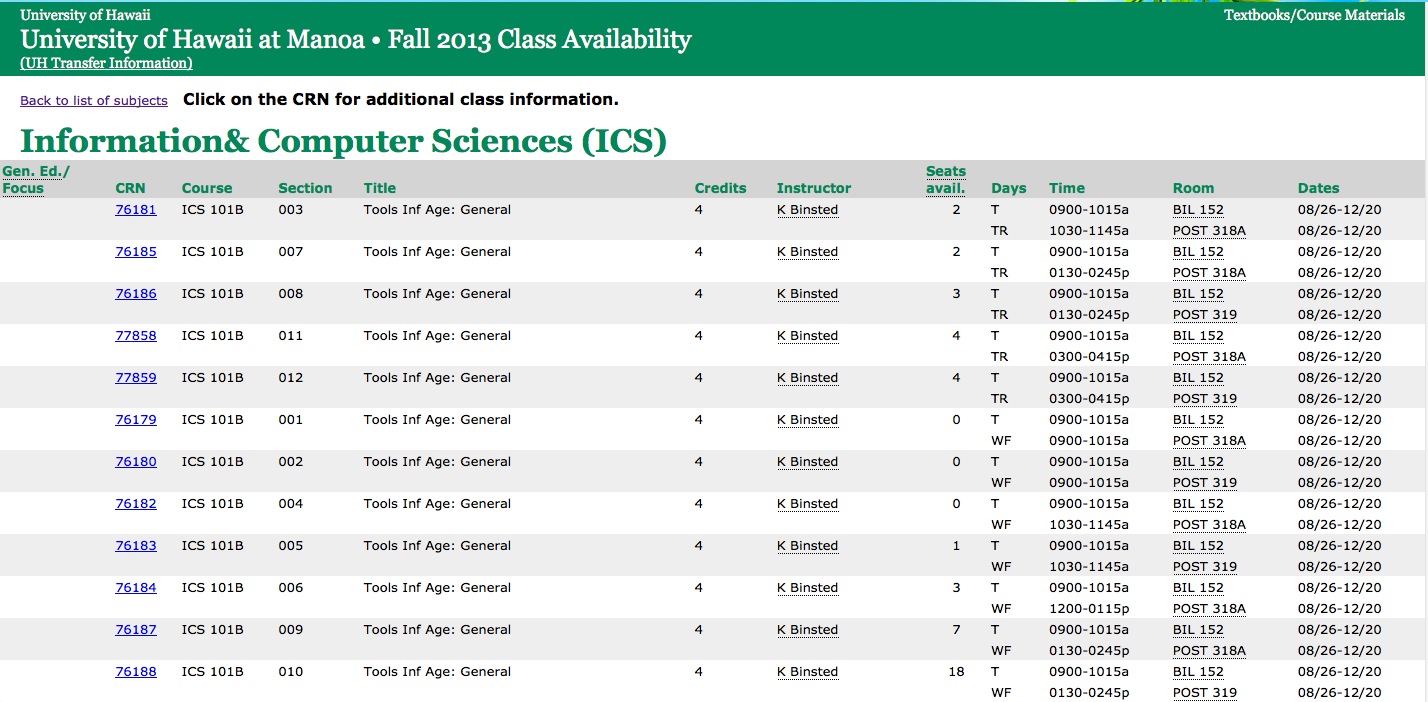 University of Hawaii Textbooks/Course Materials
University of Hawaii at Manoa • Fall 2013 Class Availability
(UH Transfer Information)
Back to list of subjects Click on the CRN for additional class information.
Information& Computer Sciences (ICS)
Gen. Ed./ Seats
Focus CRN Course Section Title Credits Instructor avail. Days Time Room Dates
76181 ICS 101B 003 Tools Inf Age: General 4 K Binsted 2 T 0900-1015a BIL 152 08/26-12/20
TR 1030-1145a POST 318A 08/26-12/20
76185 ICS 101B 007 Tools Inf Age: General 4 K Binsted 2 T 0900-1015a BIL 152 08/26-12/20
TR 0130-0245p POST 318A 08/26-12/20
76186 ICS 101B 008 Tools Inf Age: General 4 K Binsted 3 T 0900-1015a BIL 152 08/26-12/20
TR 0130-0245p POST 319 08/26-12/20
77858 ICS 101B 011 Tools Inf Age: General 4 K Binsted 4 T 0900-1015a BIL 152 08/26-12/20
TR 0300-0415p POST 318A 08/26-12/20
77859 ICS 101B 012 Tools Inf Age: General 4 K Binsted 4 T 0900-1015a BIL 152 08/26-12/20
TR 0300-0415p POST 319 08/26-12/20
76179 ICS 101B 001 Tools Inf Age: General 4 K Binsted 0 T 0900-1015a BIL 152 08/26-12/20
WF 0900-1015a POST 318A 08/26-12/20
76180 ICS 101B 002 Tools Inf Age: General 4 K Binsted 0 T 0900-1015a BIL 152 08/26-12/20
WF 0900-1015a POST 319 08/26-12/20
76182 ICS 101B 004 Tools Inf Age: General 4 K Binsted 0 T 0900-1015a BIL 152 08/26-12/20
WF 1030-1145a POST 318A 08/26-12/20
76183 ICS 101B 005 Tools Inf Age: General 4 K Binsted 1 T 0900-1015a BIL 152 08/26-12/20
WF 1030-1145a POST 319 08/26-12/20
76184 ICS 101B 006 Tools Inf Age: General 4 K Binsted 3 T 0900-1015a BIL 152 08/26-12/20
WF 1200-0115p POST 318A 08/26-12/20
76187 ICS 101B 009 Tools Inf Age: General 4 K Binsted 7 T 0900-1015a BIL 152 08/26-12/20
WF 0130-0245p POST 318A 08/26-12/20
76188 ICS 101B 010 Tools Inf Age: General 4 K Binsted 18 T 0900-1015a BIL 152 08/26-12/20
WF 0130-0245p POST 319 08/26-12/20